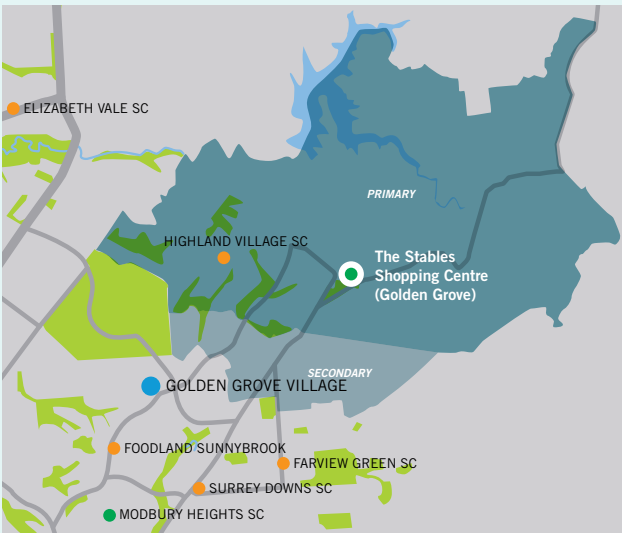 ELIZABETH VALE SC
PRIMARY
HIGHLAND VILLAGE SC
The Stables
Shopping Centre
(Golden Grove)
SECONDARY
GOLDEN GROVE VILLAGE
FOODLAND SUNNYBROOK
FARVIEW GREEN SC
SURREY DOWNS SC
MODBURY HEIGHTS SC